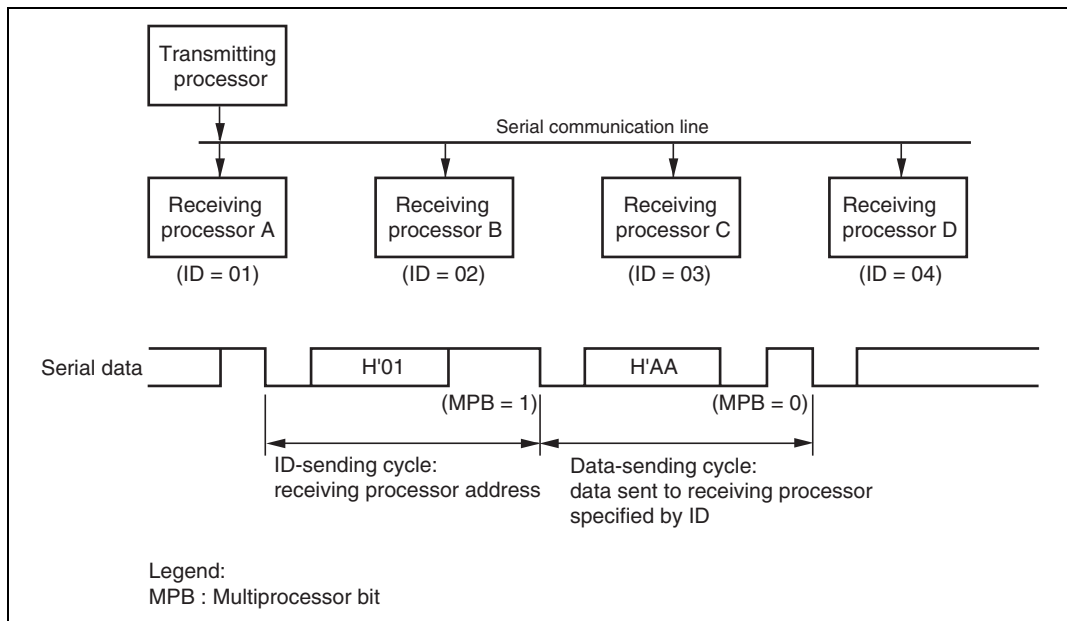 Transmitting
processor
Serial communication line
Receiving
processor A
Receiving
processor B
Receiving
processor C
Receiving
processor D
(ID = 01)
(ID = 02)
(ID = 03)
(ID = 04)
Serial data
H'01
H'AA
(MPB = 1)
(MPB = 0)
ID-sending cycle:
receiving processor address
Data-sending cycle:
data sent to receiving processor
specified by ID
Legend:
MPB : Multiprocessor bit